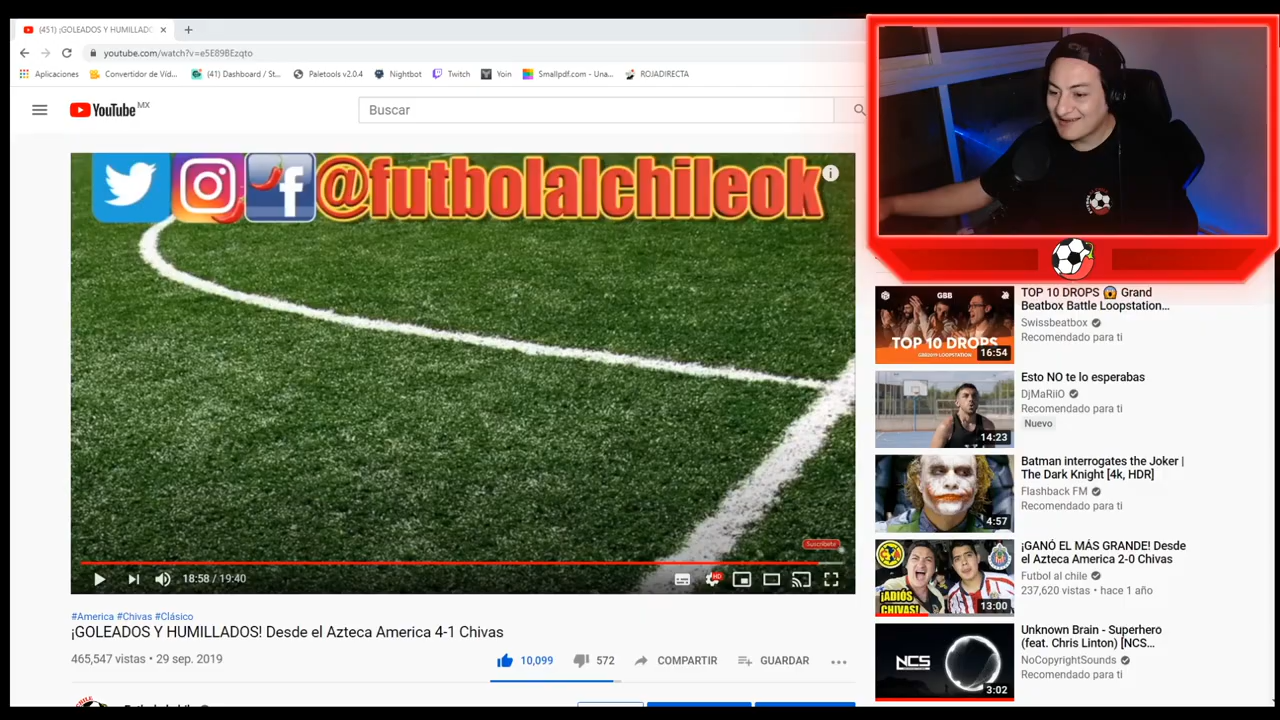 (451) ¡GOLEADOS Y HUMILLADO
youtube.com/watch?v=e5E89BEzqto
Aplicaciones
Convertidor de Víd...
(41) Dashboard / St...
Paletools v2.0.4
Nightbot
Twitch
Yoin
Smallpdf.com - Una...
ROJADIRECTA
YouTube MX
Buscar
@futbolalchileok
Suscríbete
18:58 / 19:40
HD
#America #Chivas #Clásico
¡GOLEADOS Y HUMILLADOS! Desde el Azteca America 4-1 Chivas
465,547 vistas • 29 sep. 2019
10,099
572
COMPARTIR
GUARDAR
GBB
TOP 10 DROPS
GBB2019 LOOPSTATION
16:54
TOP 10 DROPS 😱 Grand
Beatbox Battle Loopstation...
Swissbeatbox
Recomendado para ti
14:23
Esto NO te lo esperabas
DjMaRiiO
Recomendado para ti
Nuevo
4:57
Batman interrogates the Joker |
The Dark Knight [4k, HDR]
Flashback FM
Recomendado para ti
¡ADIÓS
CHIVAS!
13:00
¡GANÓ EL MÁS GRANDE! Desde
el Azteca America 2-0 Chivas
Futbol al chile
237,620 vistas • hace 1 año
NCS
3:02
Unknown Brain - Superhero
(feat. Chris Linton) [NCS...
NoCopyrightSounds
Recomendado para ti